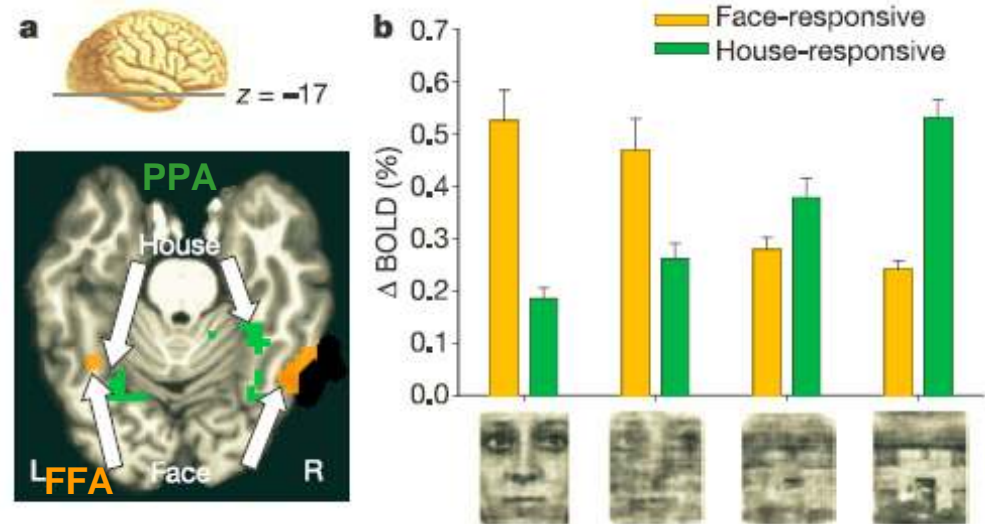 a
z = −17
PPA
House
L
FFA
Face
R
b
Face-responsive
House-responsive
Δ BOLD (%)
0.7
0.6
0.5
0.4
0.3
0.2
0.1
0.0